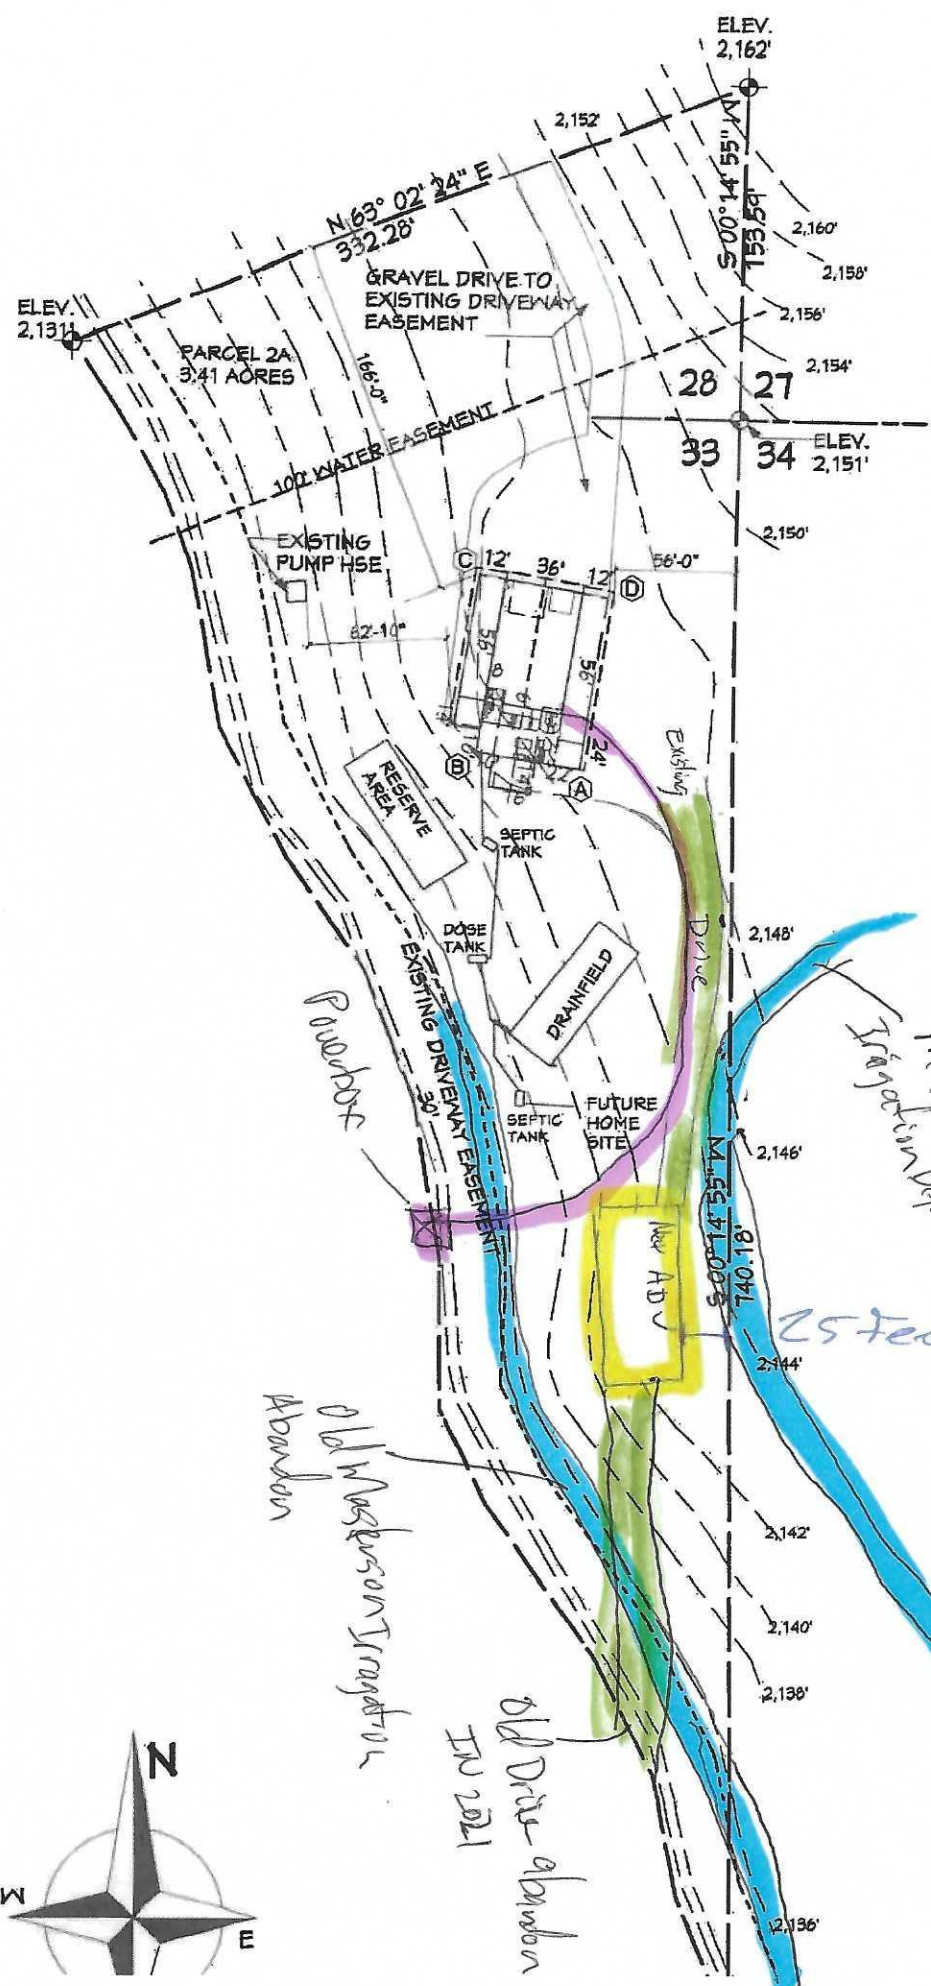 ELEV.
2,162'
2,152'
N 63° 02' 24" E
332.28'
S 00° 14' 55" W
153.59'
2,160'
2,158'
2,156'
2,154'
GRAVEL DRIVE TO
EXISTING DRIVEWAY
EASEMENT
ELEV.
2,131'
PARCEL 2A
3.41 ACRES
166'-0"
100' WATER EASEMENT
28 27
33 34
ELEV.
2,151'
2,150'
EXISTING
PUMP HSE
C 12' 36' 12' D
56'-0"
82'-10"
56'
56'
8
24'
B
A
Existing
Drive
RESERVE
AREA
SEPTIC
TANK
DOSE
TANK
DRAINFIELD
2,148'
EXISTING DRIVEWAY EASEMENT
30'
Powerbox
Irrigation
SEPTIC
TANK
FUTURE
HOME
SITE
2,146'
S 00° 14' 55" W
740.18'
New ADU
25 Fee
2,144'
Old Masterson Irragation
Abandon
2,142'
2,140'
2,138'
Old Drive abandon
IN 2021
2,136'
N
W
E